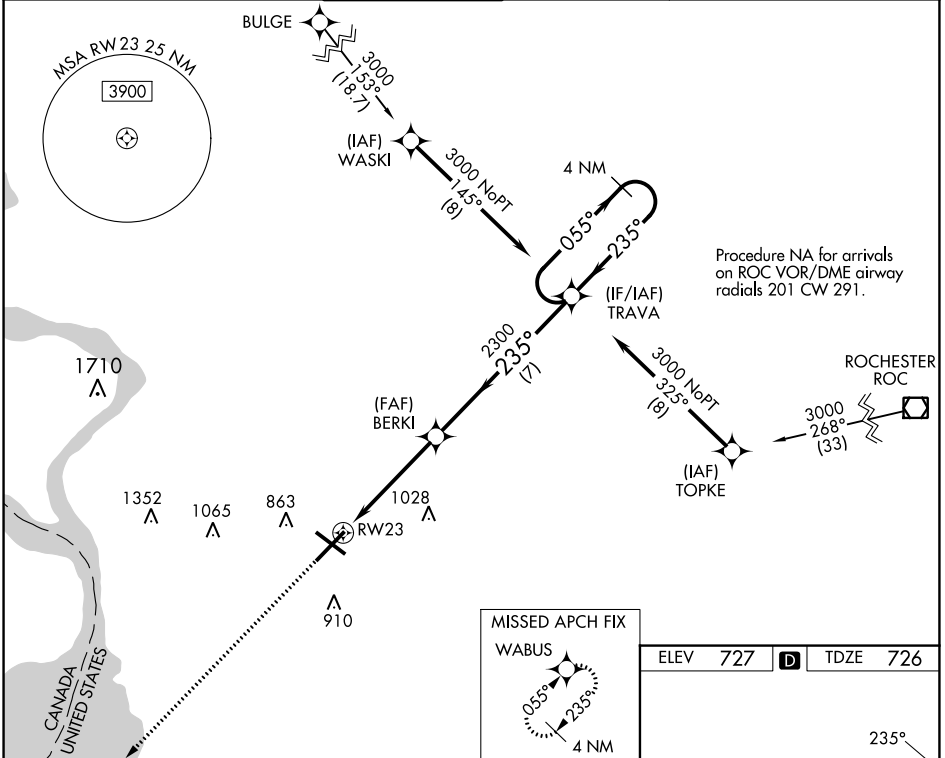 BULGE
MSA RW23 25 NM
3900
3000
153°
(18.7)
(IAF)
WASKI
3000 NoPT
145°
(8)
4 NM
055°
235°
(IF/IAF)
TRAVA
Procedure NA for arrivals
on ROC VOR/DME airway
radials 201 CW 291.
2300
235°
(7)
3000 NoPT
325°
(8)
ROCHESTER
ROC
3000
268°
(33)
(IAF)
TOPKE
1710
(FAF)
BERKI
1352
1065
863
1028
RW23
910
CANADA
UNITED STATES
MISSED APCH FIX
WABUS
055°
235°
4 NM
ELEV 727 D TDZE 726
235°